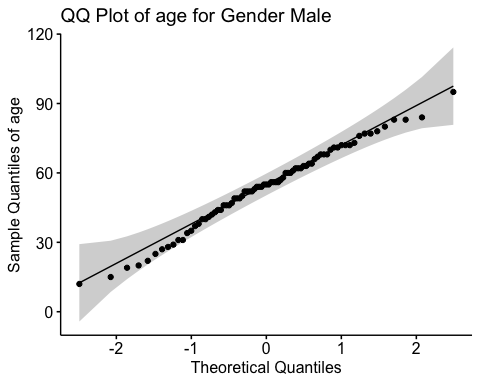 QQ Plot of age for Gender Male
120
90
60
30
0
Sample Quantiles of age
-2 -1 0 1 2
Theoretical Quantiles